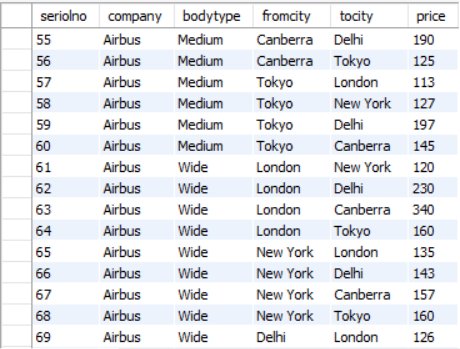 seriolno company bodytype fromcity tocity price
55 Airbus Medium Canberra Delhi 190
56 Airbus Medium Canberra Tokyo 125
57 Airbus Medium Tokyo London 113
58 Airbus Medium Tokyo New York 127
59 Airbus Medium Tokyo Delhi 197
60 Airbus Medium Tokyo Canberra 145
61 Airbus Wide London New York 120
62 Airbus Wide London Delhi 230
63 Airbus Wide London Canberra 340
64 Airbus Wide London Tokyo 160
65 Airbus Wide New York London 135
66 Airbus Wide New York Delhi 143
67 Airbus Wide New York Canberra 157
68 Airbus Wide New York Tokyo 160
69 Airbus Wide Delhi London 126